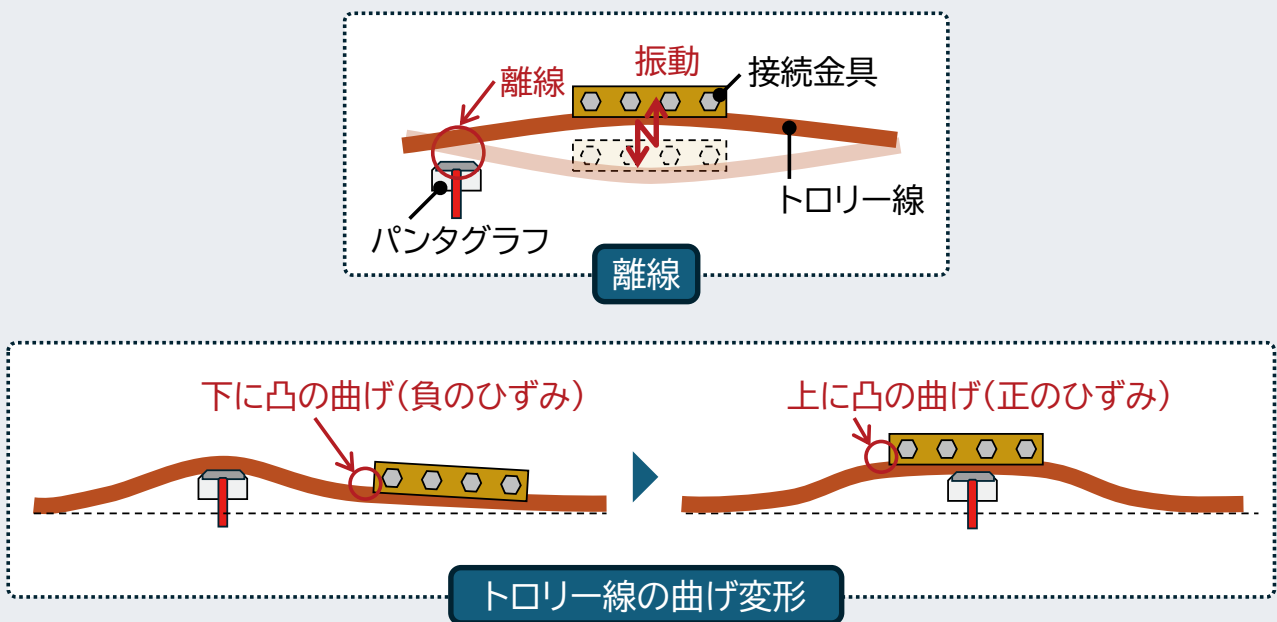 振動
離線
接続金具
トロリー線
パンタグラフ
離線
下に凸の曲げ(負のひずみ)
上に凸の曲げ(正のひずみ)
トロリー線の曲げ変形